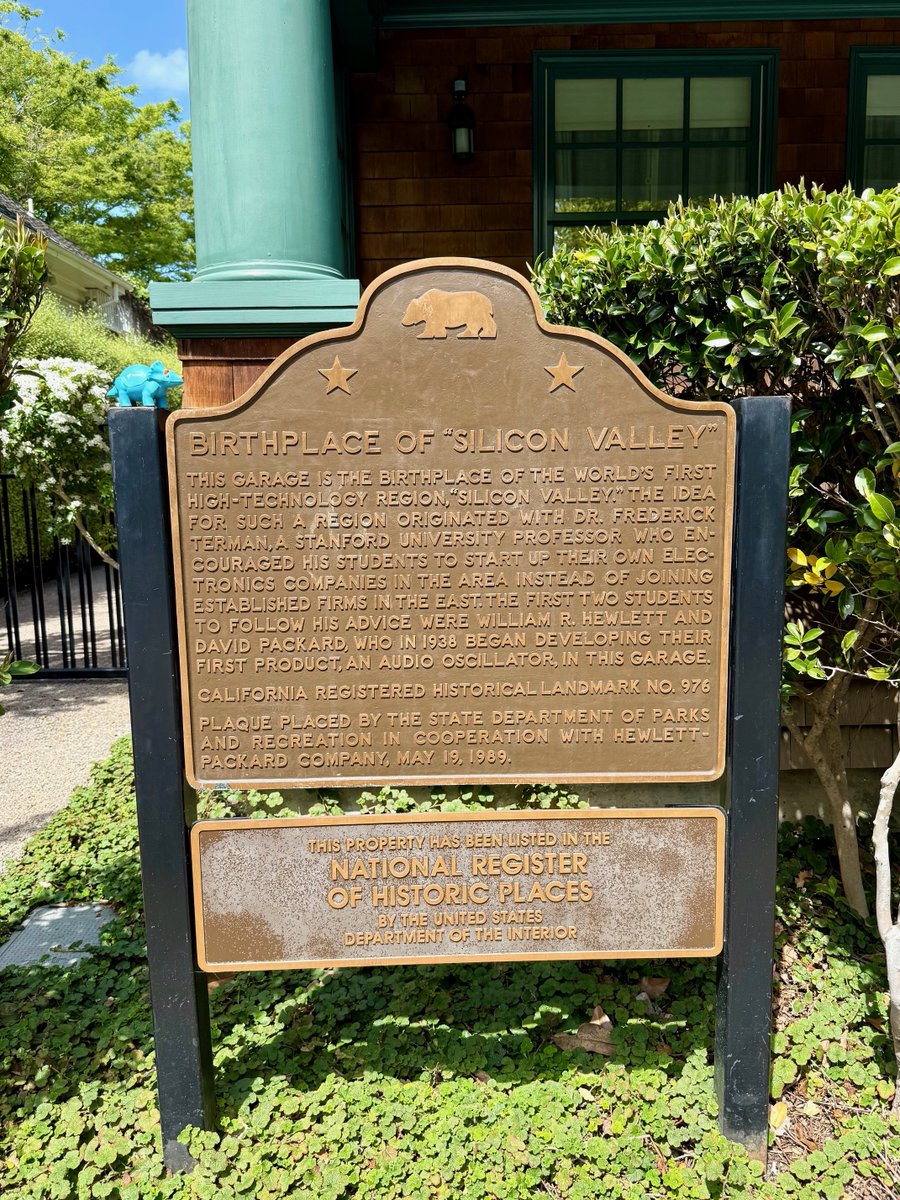 BIRTHPLACE OF "SILICON VALLEY"
THIS GARAGE IS THE BIRTHPLACE OF THE WORLD'S FIRST
HIGH-TECHNOLOGY REGION, "SILICON VALLEY." THE IDEA
FOR SUCH A REGION ORIGINATED WITH DR. FREDERICK
TERMAN, A STANFORD UNIVERSITY PROFESSOR WHO EN-
COURAGED HIS STUDENTS TO START UP THEIR OWN ELEC-
TRONICS COMPANIES IN THE AREA INSTEAD OF JOINING
ESTABLISHED FIRMS IN THE EAST. THE FIRST TWO STUDENTS
TO FOLLOW HIS ADVICE WERE WILLIAM R. HEWLETT AND
DAVID PACKARD, WHO IN 1938 BEGAN DEVELOPING THEIR
FIRST PRODUCT, AN AUDIO OSCILLATOR, IN THIS GARAGE.
CALIFORNIA REGISTERED HISTORICAL LANDMARK NO. 976
PLAQUE PLACED BY THE STATE DEPARTMENT OF PARKS
AND RECREATION IN COOPERATION WITH HEWLETT-
PACKARD COMPANY, MAY 19, 1989.
THIS PROPERTY HAS BEEN LISTED IN THE
NATIONAL REGISTER
OF HISTORIC PLACES
BY THE UNITED STATES
DEPARTMENT OF THE INTERIOR